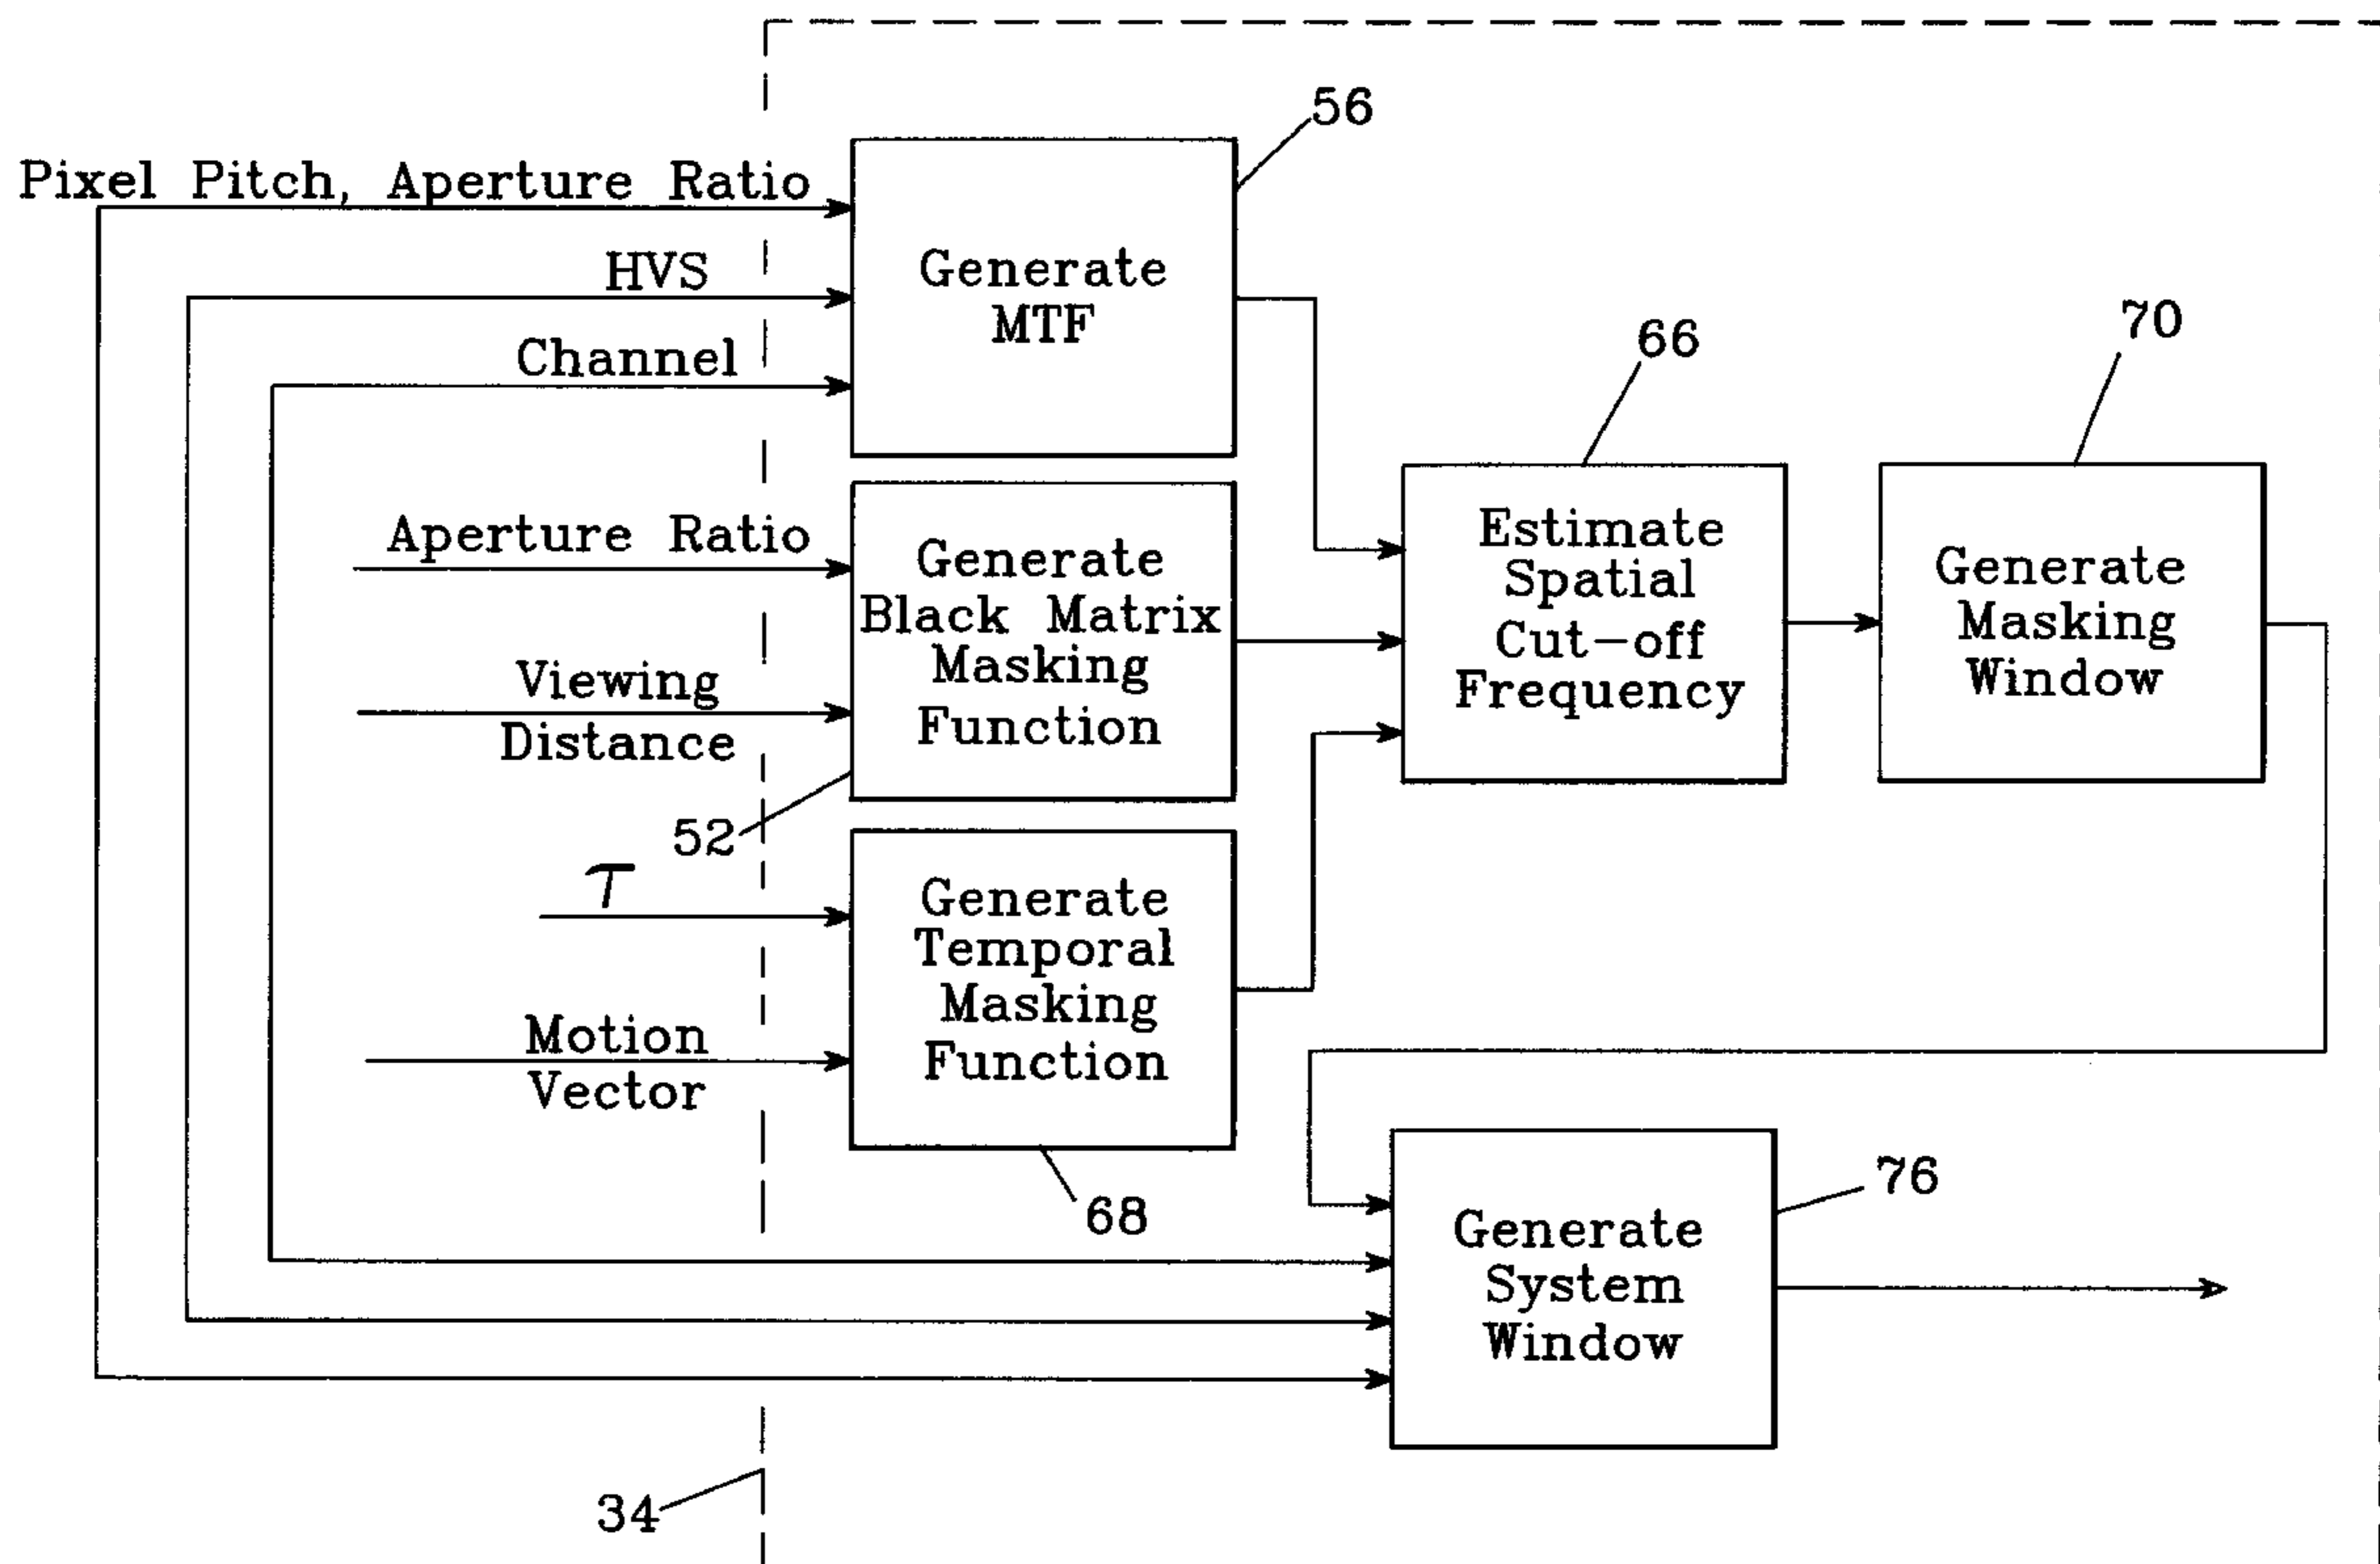 56
Pixel Pitch, Aperture Ratio
HVS
Channel
Generate
MTF
66
70
Aperture Ratio
Viewing
Distance
52
Generate
Black Matrix
Masking
Function
Estimate
Spatial
Cut-off
Frequency
Generate
Masking
Window
τ
Motion
Vector
Generate
Temporal
Masking
Function
68
76
Generate
System
Window
34